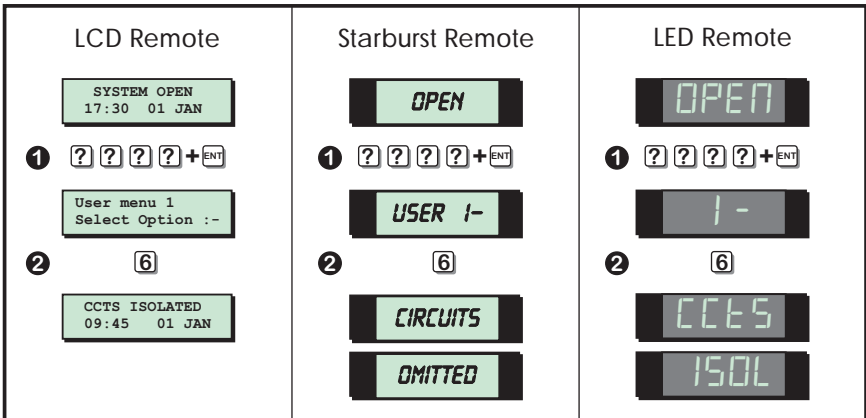 LCD Remote
SYSTEM OPEN
17:30 01 JAN
1 ? ? ? ? + ENT
User menu 1
Select Option :-
2 6
CCTS ISOLATED
09:45 01 JAN
Starburst Remote
OPEN
1 ? ? ? ? + ENT
USER 1-
2 6
CIRCUITS
OMITTED
LED Remote
OPEN
1 ? ? ? ? + ENT
1 -
2 6
CCtS
ISOL